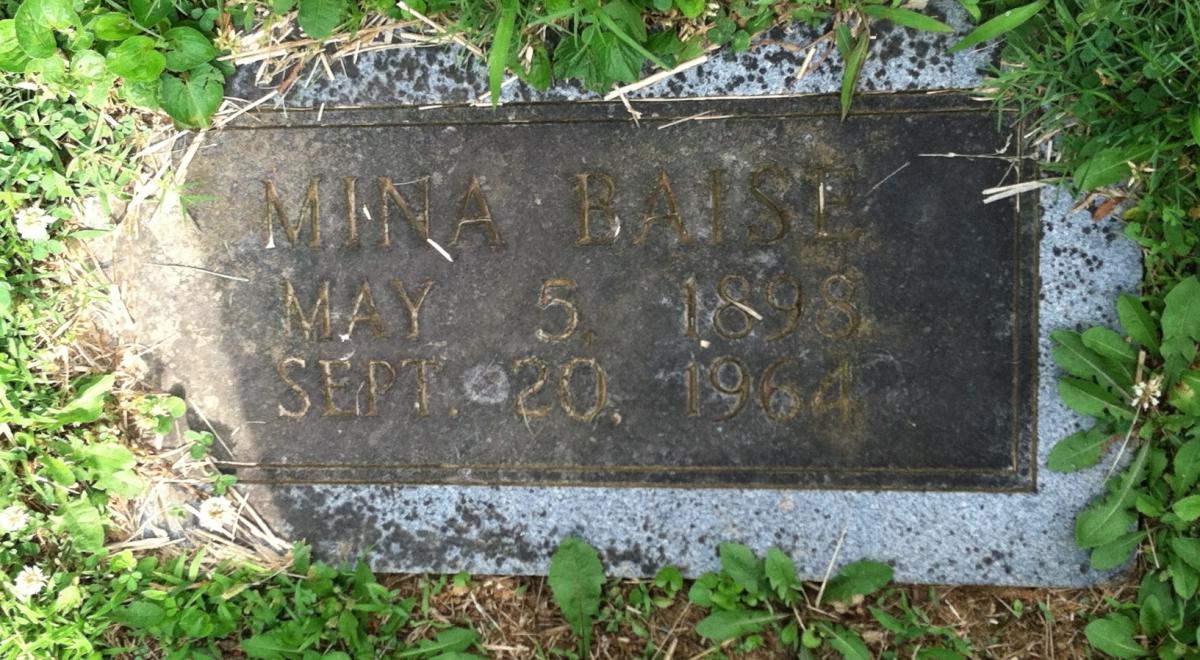 MINA BAISE
MAY 5, 1898
SEPT. 20, 1964